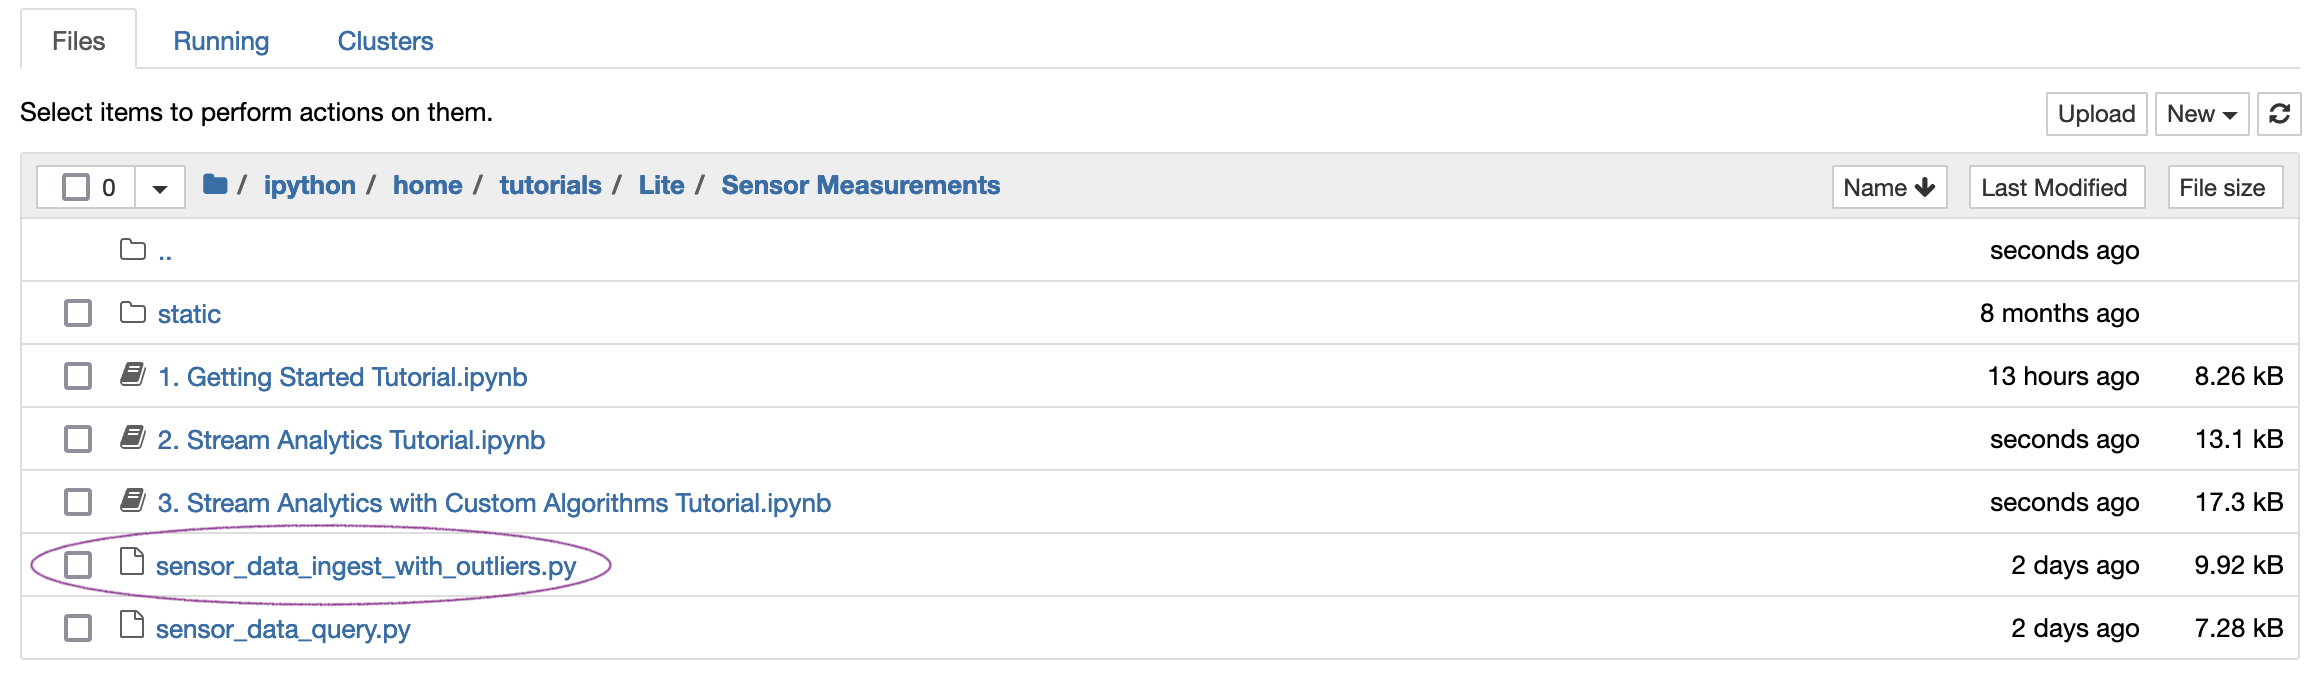 Files Running Clusters
Select items to perform actions on them. Upload New
0 / ipython / home / tutorials / Lite / Sensor Measurements Name Last Modified File size
.. seconds ago
static 8 months ago
1. Getting Started Tutorial.ipynb 13 hours ago 8.26 kB
2. Stream Analytics Tutorial.ipynb seconds ago 13.1 kB
3. Stream Analytics with Custom Algorithms Tutorial.ipynb seconds ago 17.3 kB
sensor_data_ingest_with_outliers.py 2 days ago 9.92 kB
sensor_data_query.py 2 days ago 7.28 kB